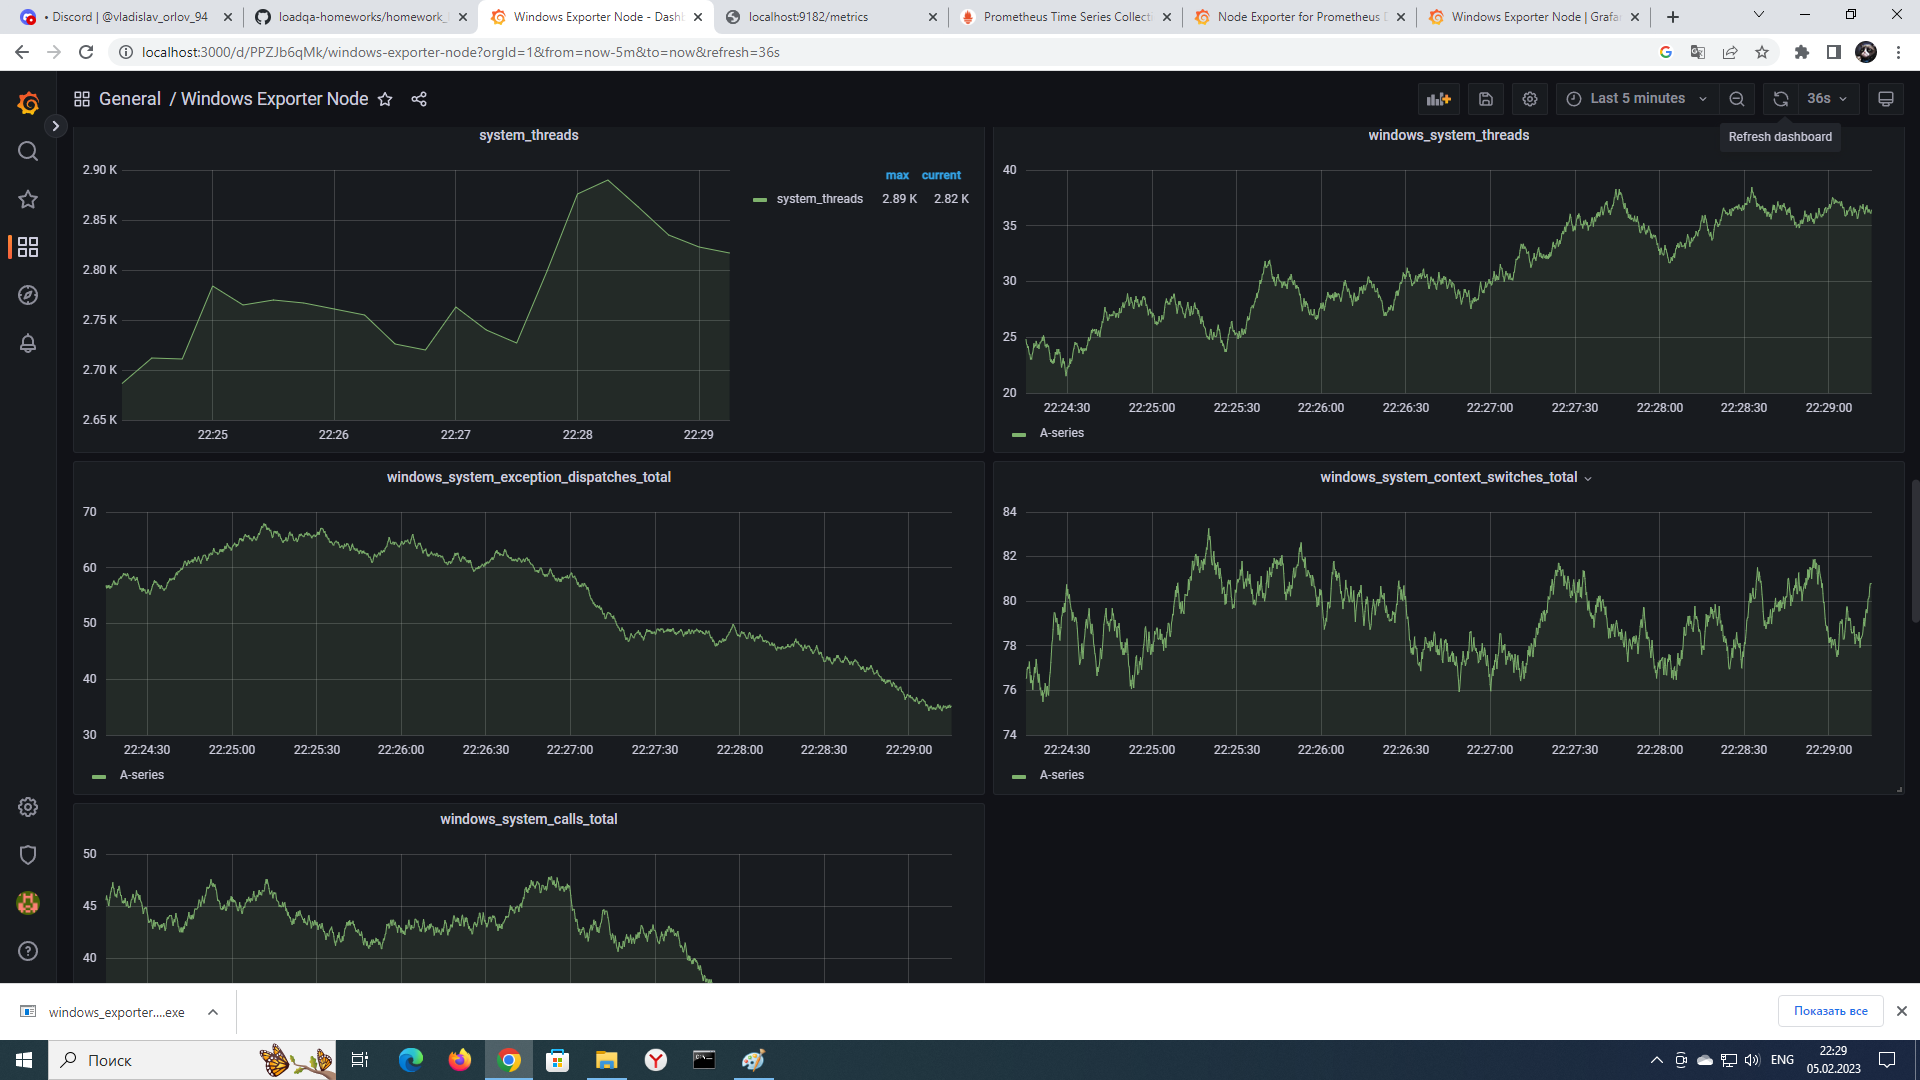 • Discord | @vladislav_orlov_94
loadqa-homeworks/homework_
Windows Exporter Node - Dash
localhost:9182/metrics
Prometheus Time Series Collecti
Node Exporter for Prometheus
Windows Exporter Node | Grafa
localhost:3000/d/PPZJb6qMk/windows-exporter-node?orgId=1&from=now-5m&to=now&refresh=36s
General / Windows Exporter Node
Last 5 minutes
36s
Refresh dashboard
system_threads
2.90 K
2.85 K
2.80 K
2.75 K
2.70 K
2.65 K
22:25
22:26
22:27
22:28
22:29
max current
system_threads 2.89 K 2.82 K
windows_system_threads
40
35
30
25
20
22:24:30
22:25:00
22:25:30
22:26:00
22:26:30
22:27:00
22:27:30
22:28:00
22:28:30
22:29:00
A-series
windows_system_exception_dispatches_total
70
60
50
40
30
22:24:30
22:25:00
22:25:30
22:26:00
22:26:30
22:27:00
22:27:30
22:28:00
22:28:30
22:29:00
A-series
windows_system_context_switches_total
84
82
80
78
76
74
22:24:30
22:25:00
22:25:30
22:26:00
22:26:30
22:27:00
22:27:30
22:28:00
22:28:30
22:29:00
A-series
windows_system_calls_total
50
45
40
windows_exporter....exe
Показать все
Поиск
ENG
22:29
05.02.2023